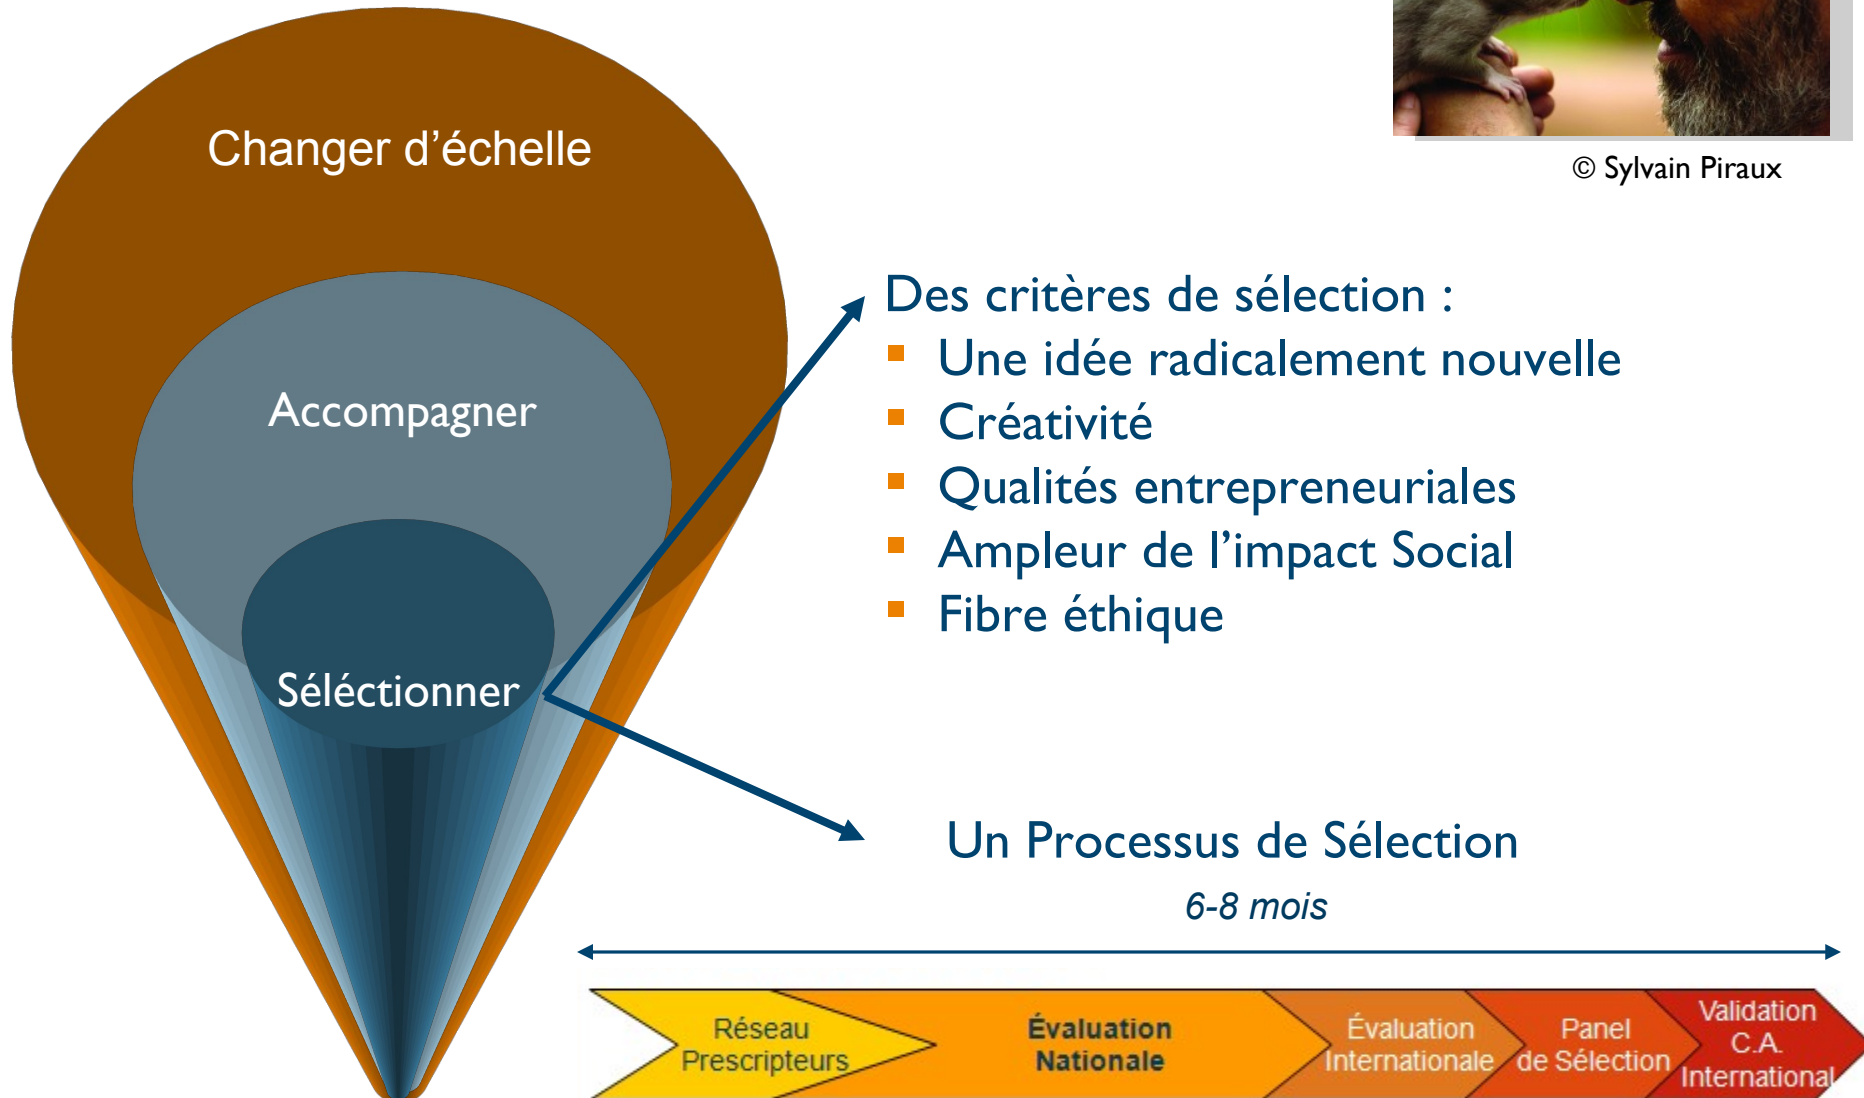 Changer d’échelle
Accompagner
Séléctionner
© Sylvain Piraux
Des critères de sélection :
▪ Une idée radicalement nouvelle
▪ Créativité
▪ Qualités entrepreneuriales
▪ Ampleur de l’impact Social
▪ Fibre éthique
Un Processus de Sélection
6-8 mois
Réseau
Prescripteurs
Évaluation
Nationale
Évaluation
Internationale
Panel
de Sélection
Validation
C.A.
International